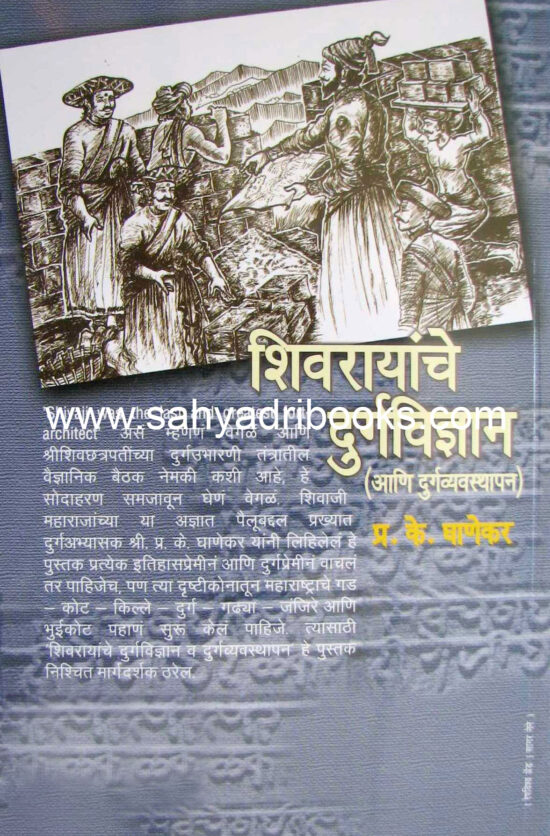 शिवरायांचे
दुर्गविज्ञान
(आणि दुर्गव्यवस्थापन)
प्र. के. घाणेकर
www.sahyadribooks.com
architect' असं म्हणणं वेगळं आणि
श्रीशिवछत्रपतींच्या दुर्गउभारणी तंत्रातील
वैज्ञानिक बैठक नेमकी कशी आहे, हे
सोदाहरण समजावून घेणं वेगळं, शिवाजी
महाराजांच्या या अज्ञात पैलूबद्दल प्रख्यात
दुर्गअभ्यासक श्री. प्र. के. घाणेकर यांनी लिहिलेलं हे
पुस्तक प्रत्येक इतिहासप्रेमीनं आणि दुर्गप्रेमीनं वाचलं
तर पाहिजेच, पण त्या दृष्टीकोनातून महाराष्ट्राचे गड
– कोट – किल्ले – दुर्ग – गढ्या – जंजिरे आणि
भुईकोट पहाणं सुरू केलं पाहिजे. त्यासाठी
'शिवरायांचे दुर्गविज्ञान व दुर्गव्यवस्थापन' हे पुस्तक
निश्चित मार्गदर्शक ठरेल.